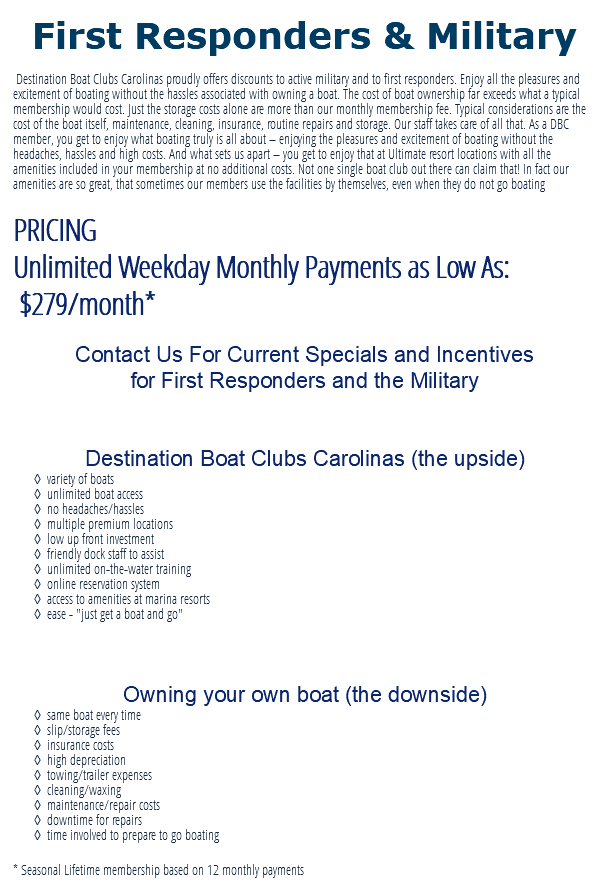 First Responders & Military
Destination Boat Clubs Carolinas proudly offers discounts to active military and to first responders. Enjoy all the pleasures and
excitement of boating without the hassles associated with owning a boat. The cost of boat ownership far exceeds what a typical
membership would cost. Just the storage costs alone are more than our monthly membership fee. Typical considerations are the
cost of the boat itself, maintenance, cleaning, insurance, routine repairs and storage. Our staff takes care of all that. As a DBC
member, you get to enjoy what boating truly is all about – enjoying the pleasures and excitement of boating without the
headaches, hassles and high costs. And what sets us apart – you get to enjoy that at Ultimate resort locations with all the
amenities included in your membership at no additional costs. Not one single boat club out there can claim that! In fact our
amenities are so great, that sometimes our members use the facilities by themselves, even when they do not go boating
PRICING
Unlimited Weekday Monthly Payments as Low As:
$279/month*
Contact Us For Current Specials and Incentives
for First Responders and the Military
Destination Boat Clubs Carolinas (the upside)
◊ variety of boats
◊ unlimited boat access
◊ no headaches/hassles
◊ multiple premium locations
◊ low up front investment
◊ friendly dock staff to assist
◊ unlimited on-the-water training
◊ online reservation system
◊ access to amenities at marina resorts
◊ ease - "just get a boat and go"
Owning your own boat (the downside)
◊ same boat every time
◊ slip/storage fees
◊ insurance costs
◊ high depreciation
◊ towing/trailer expenses
◊ cleaning/waxing
◊ maintenance/repair costs
◊ downtime for repairs
◊ time involved to prepare to go boating
* Seasonal Lifetime membership based on 12 monthly payments